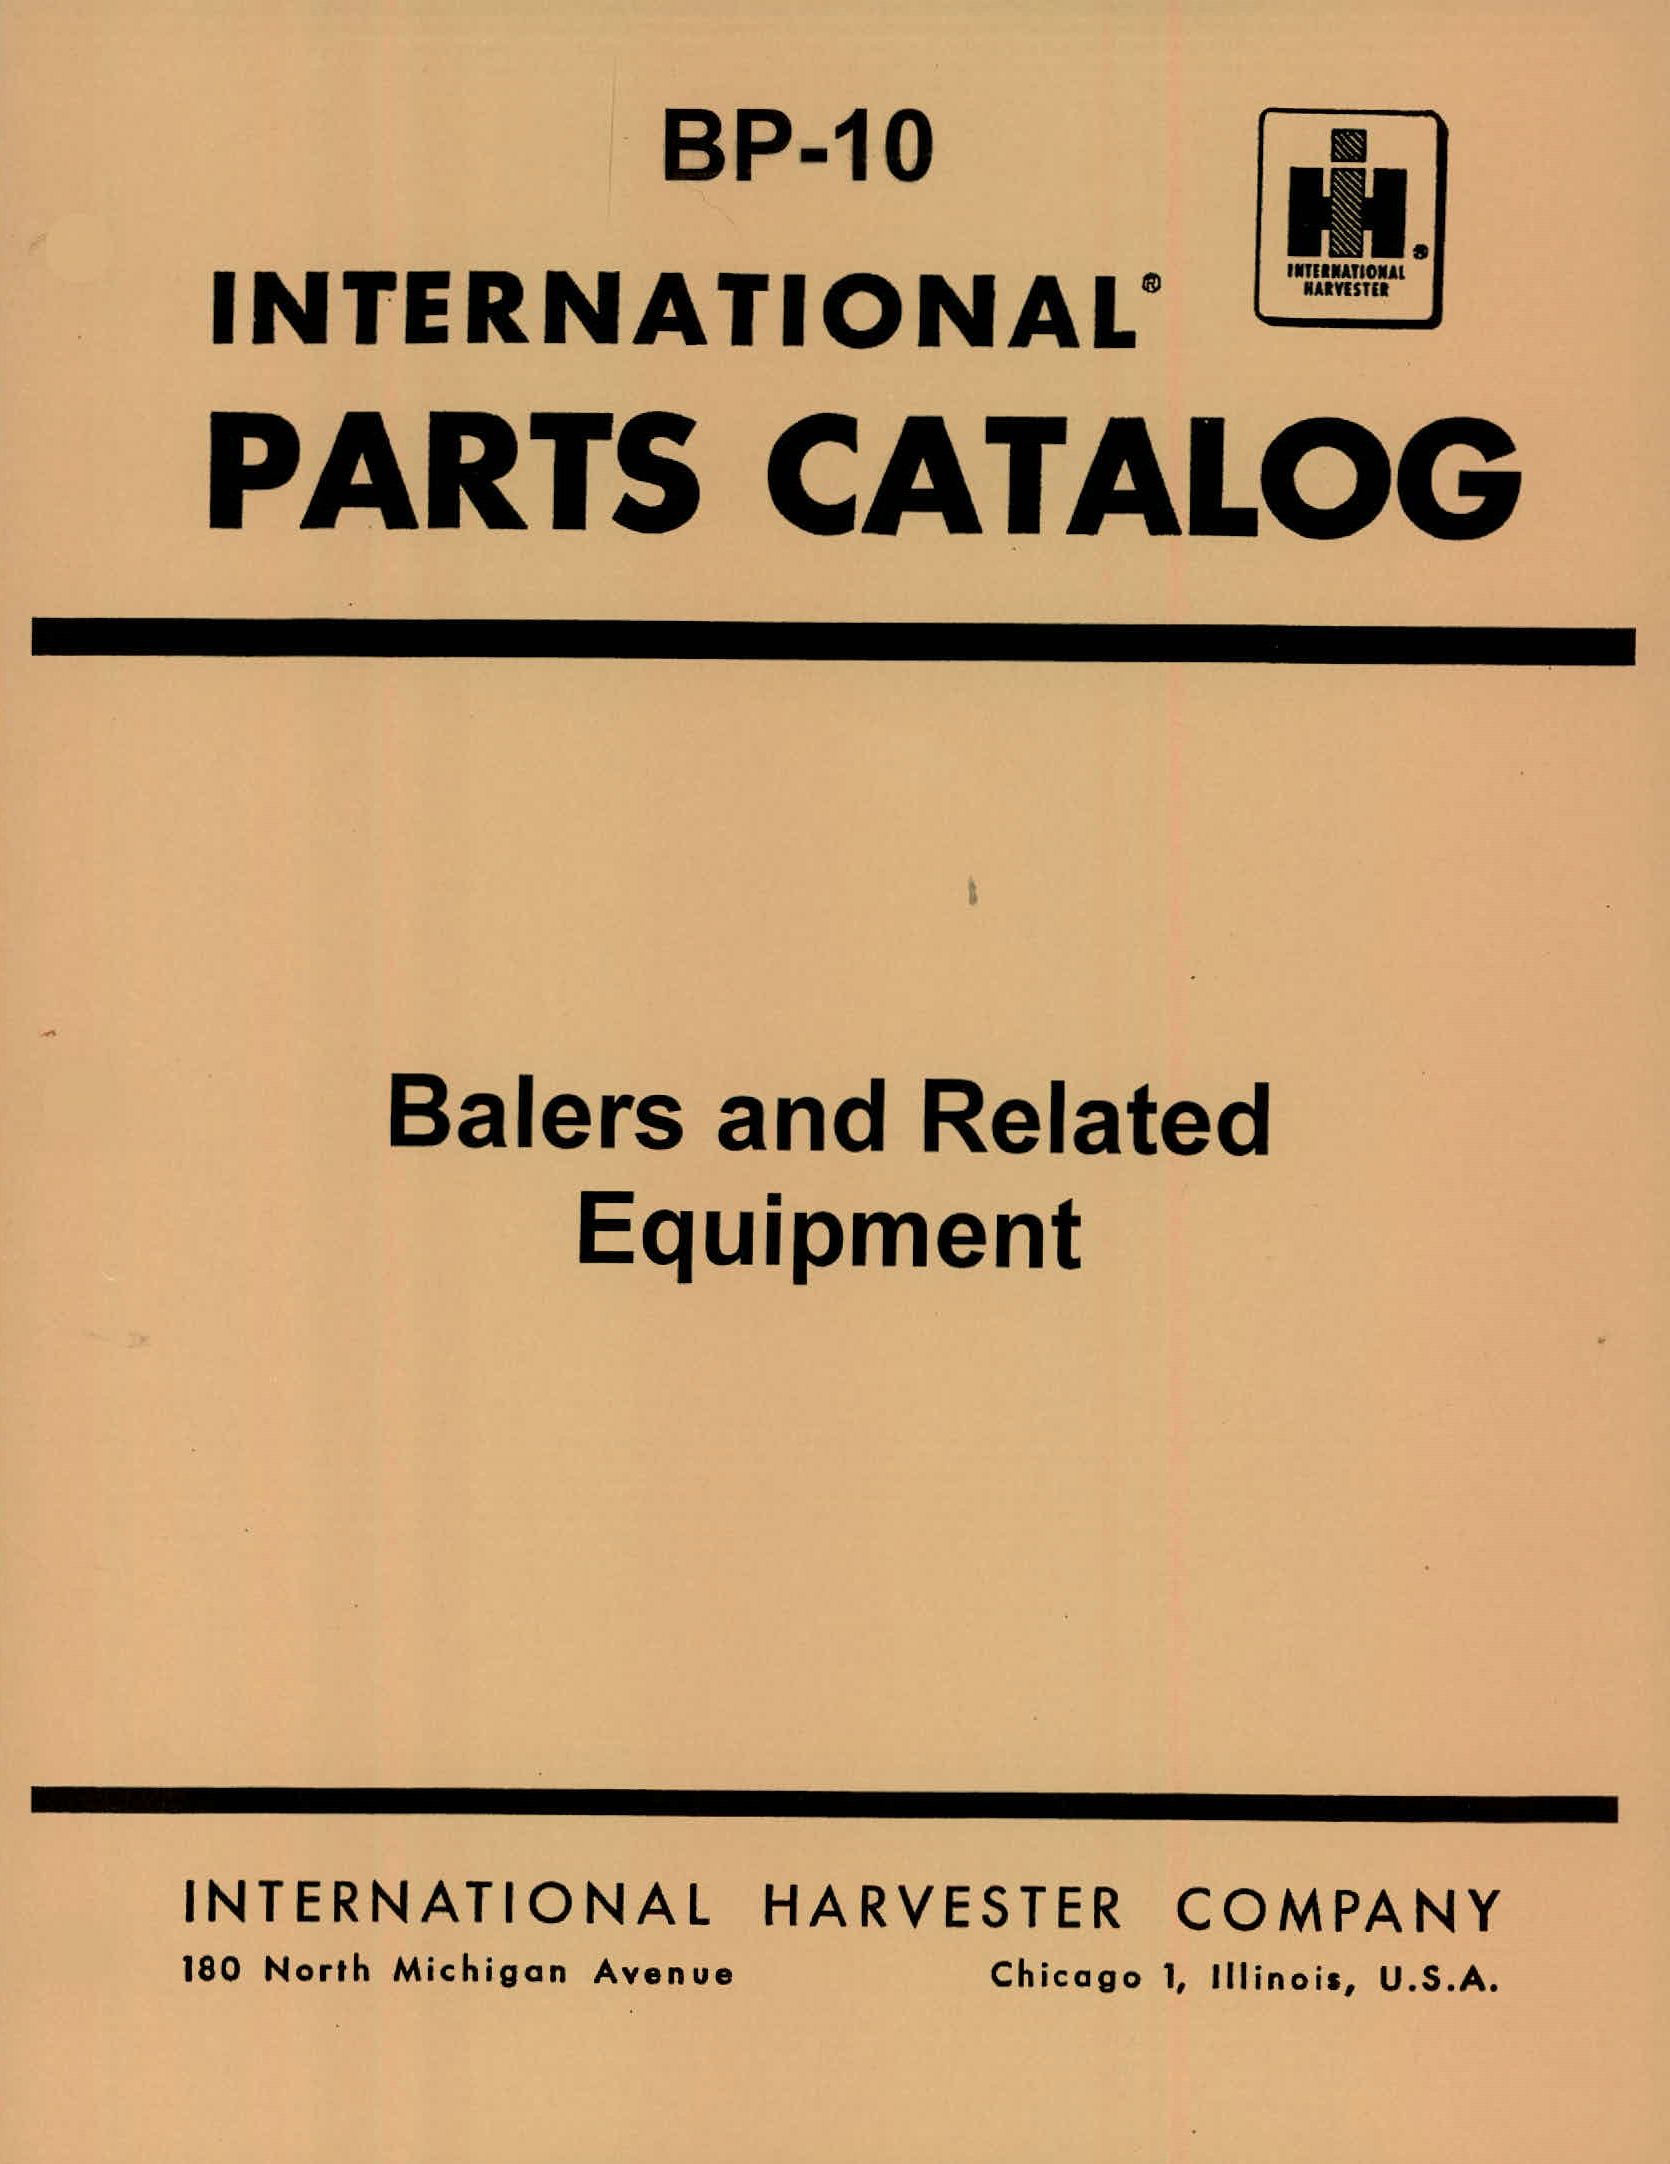 BP-10
IH®
INTERNATIONAL
HARVESTER
INTERNATIONAL®
PARTS CATALOG
Balers and Related
Equipment
INTERNATIONAL HARVESTER COMPANY
180 North Michigan Avenue Chicago 1, Illinois, U.S.A.